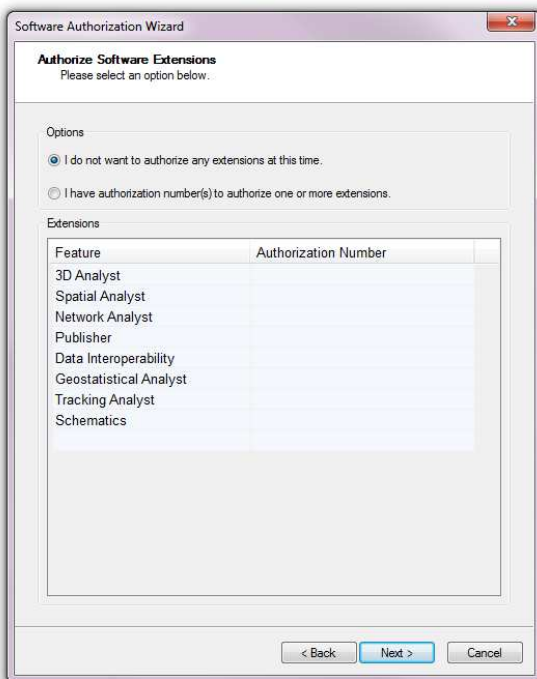 Software Authorization Wizard
Authorize Software Extensions
Please select an option below.
Options
I do not want to authorize any extensions at this time.
I have authorization number(s) to authorize one or more extensions.
Extensions
Feature Authorization Number
3D Analyst
Spatial Analyst
Network Analyst
Publisher
Data Interoperability
Geostatistical Analyst
Tracking Analyst
Schematics
< Back Next > Cancel